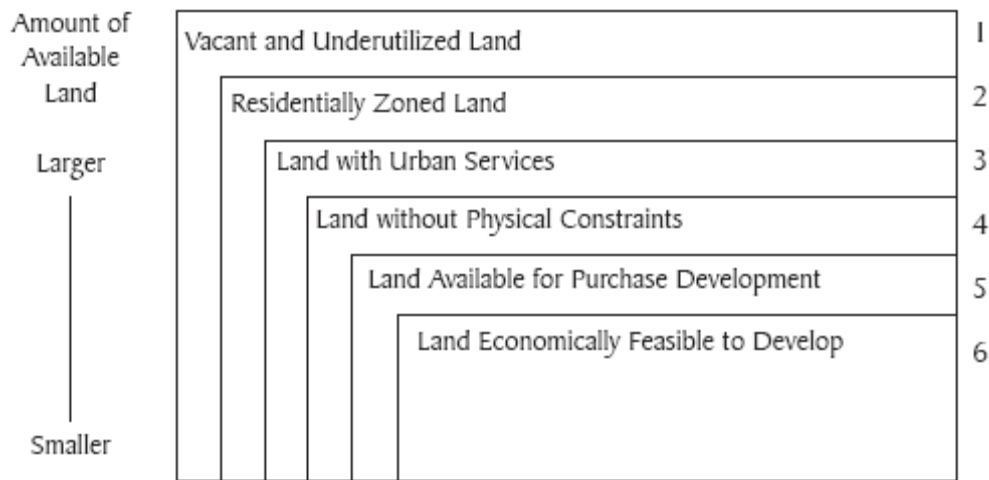 Amount of
Available
Land
Larger
Smaller
Vacant and Underutilized Land
1
Residentially Zoned Land
2
Land with Urban Services
3
Land without Physical Constraints
4
Land Available for Purchase Development
5
Land Economically Feasible to Develop
6